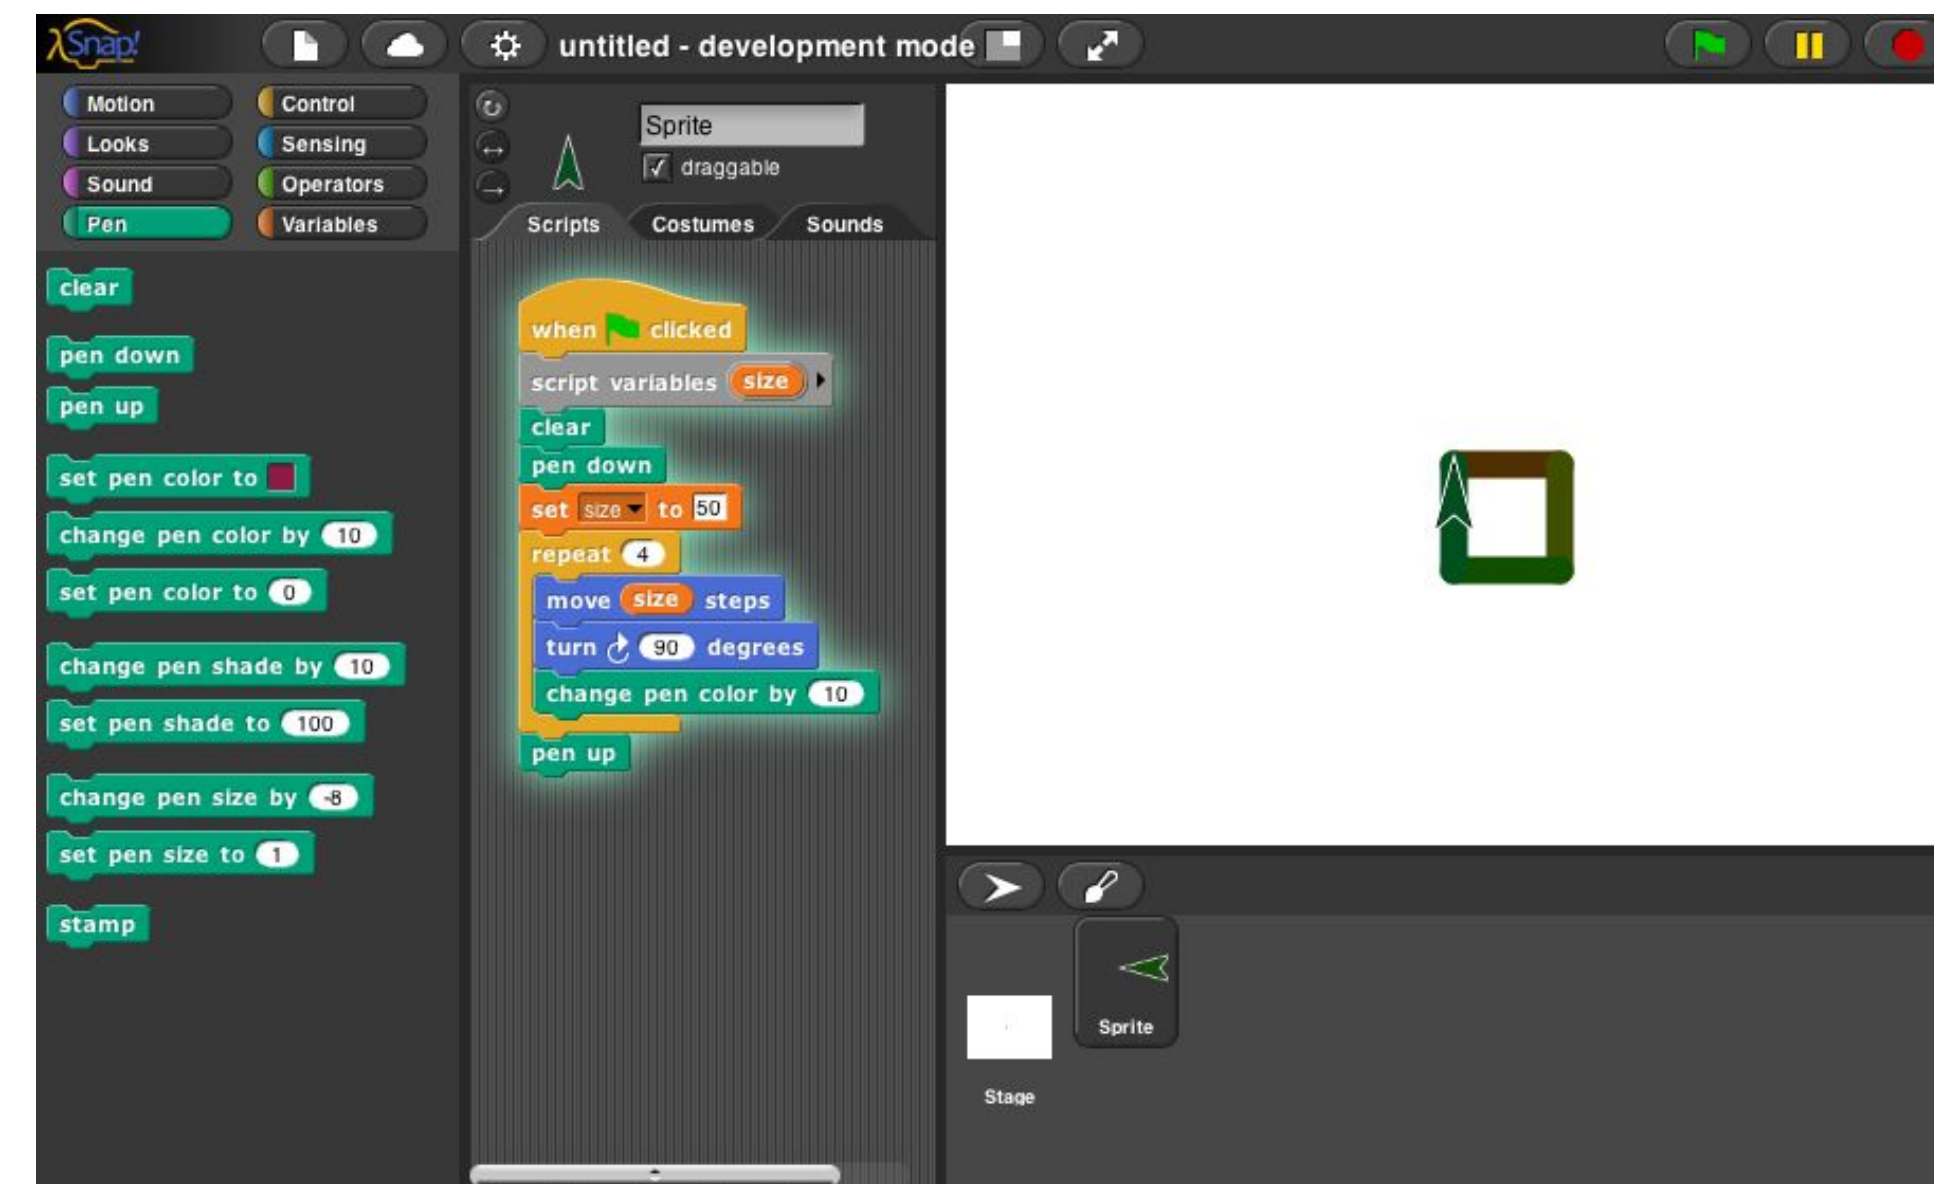 λSnap!
untitled - development mode
Motion
Control
Looks
Sensing
Sound
Operators
Pen
Variables
clear
pen down
pen up
set pen color to
change pen color by 10
set pen color to 0
change pen shade by 10
set pen shade to 100
change pen size by -8
set pen size to 1
stamp
Sprite
draggable
Scripts
Costumes
Sounds
when clicked
script variables size
clear
pen down
set size to 50
repeat 4
move size steps
turn 90 degrees
change pen color by 10
pen up
Sprite
Stage